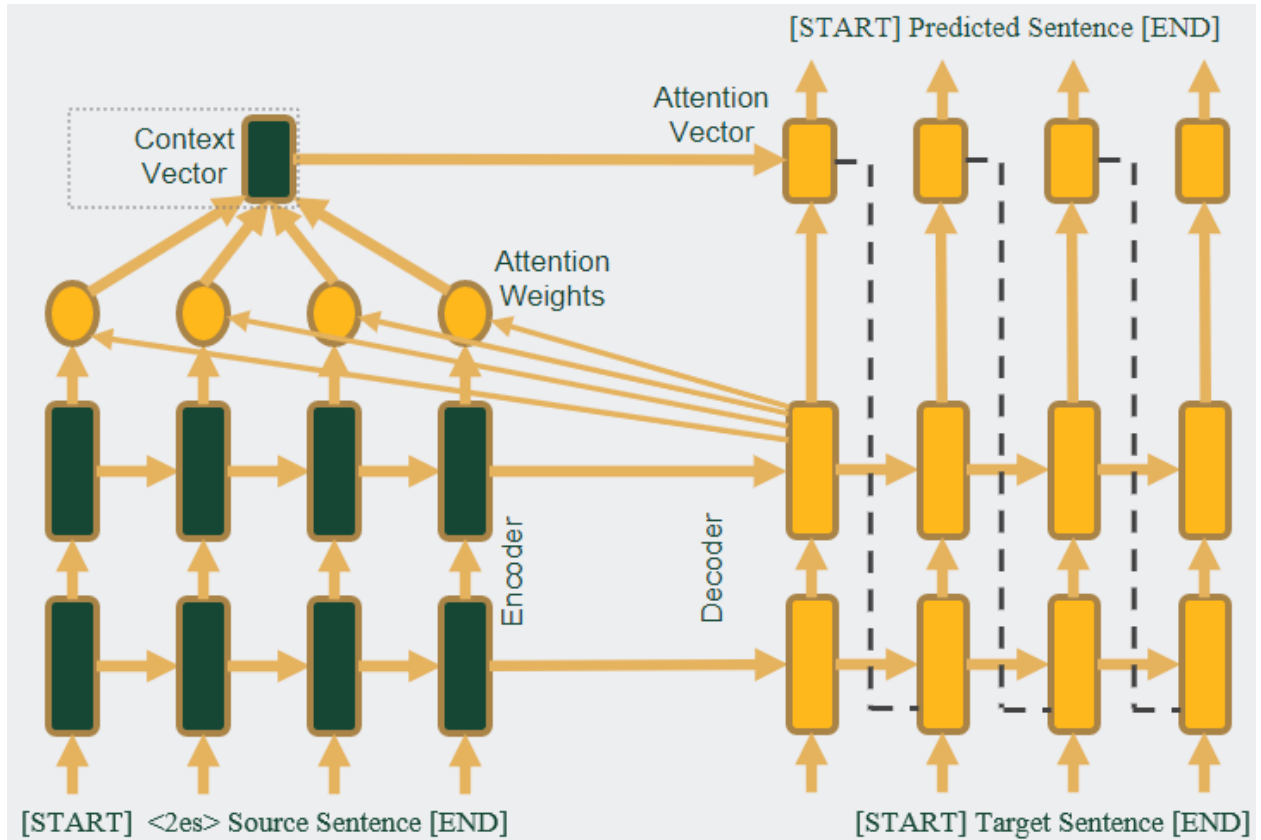 [START] Predicted Sentence [END]
Attention
Vector
Context
Vector
Attention
Weights
Encoder
Decoder
[START] <2es> Source Sentence [END]
[START] Target Sentence [END]